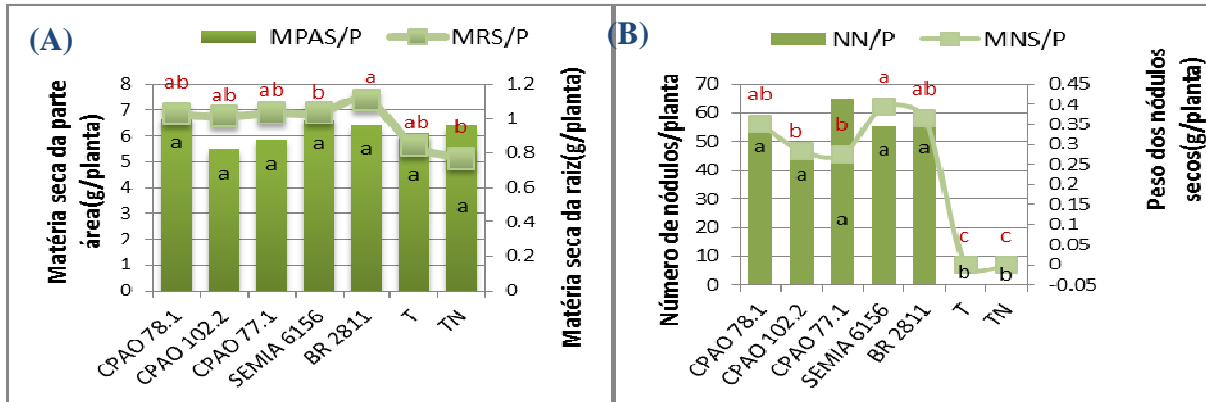 (A)
MPAS/P
MRS/P
Matéria seca da parte
área(g/planta)
8
7
6
5
4
3
2
1
0
ab
ab
ab
b
a
ab
b
a
a
a
a
a
a
a
1.2
1
0.8
0.6
0.4
0.2
0
Matéria seca da raiz(g/planta)
CPAO 78.1
CPAO 102.2
CPAO 77.1
SEMIA 6156
BR 2811
T
TN
(B)
NN/P
MNS/P
Número de nódulos/planta
70
60
50
40
30
20
10
0
ab
b
b
a
ab
c
c
a
a
a
a
a
b
b
0.45
0.4
0.35
0.3
0.25
0.2
0.15
0.1
0.05
0
-0.05
Peso dos nódulos
secos(g/planta)
CPAO 78.1
CPAO 102.2
CPAO 77.1
SEMIA 6156
BR 2811
T
TN